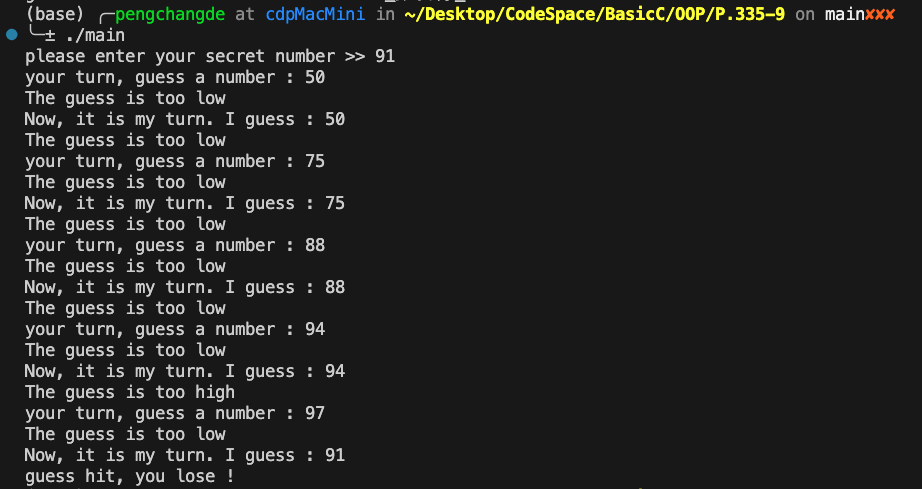 (base) ╭─pengchangde at cdpMacMini in ~/Desktop/CodeSpace/BasicC/OOP/P.335-9 on main✘✘✘
╰─± ./main
please enter your secret number >> 91
your turn, guess a number : 50
The guess is too low
Now, it is my turn. I guess : 50
The guess is too low
your turn, guess a number : 75
The guess is too low
Now, it is my turn. I guess : 75
The guess is too low
your turn, guess a number : 88
The guess is too low
Now, it is my turn. I guess : 88
The guess is too low
your turn, guess a number : 94
The guess is too low
Now, it is my turn. I guess : 94
The guess is too high
your turn, guess a number : 97
The guess is too low
Now, it is my turn. I guess : 91
guess hit, you lose !